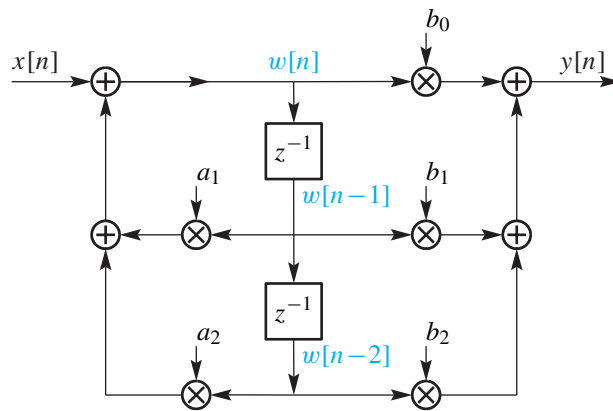 b₀
x[n] w[n] y[n]
z⁻¹
a₁ w[n−1] b₁
z⁻¹
a₂ w[n−2] b₂